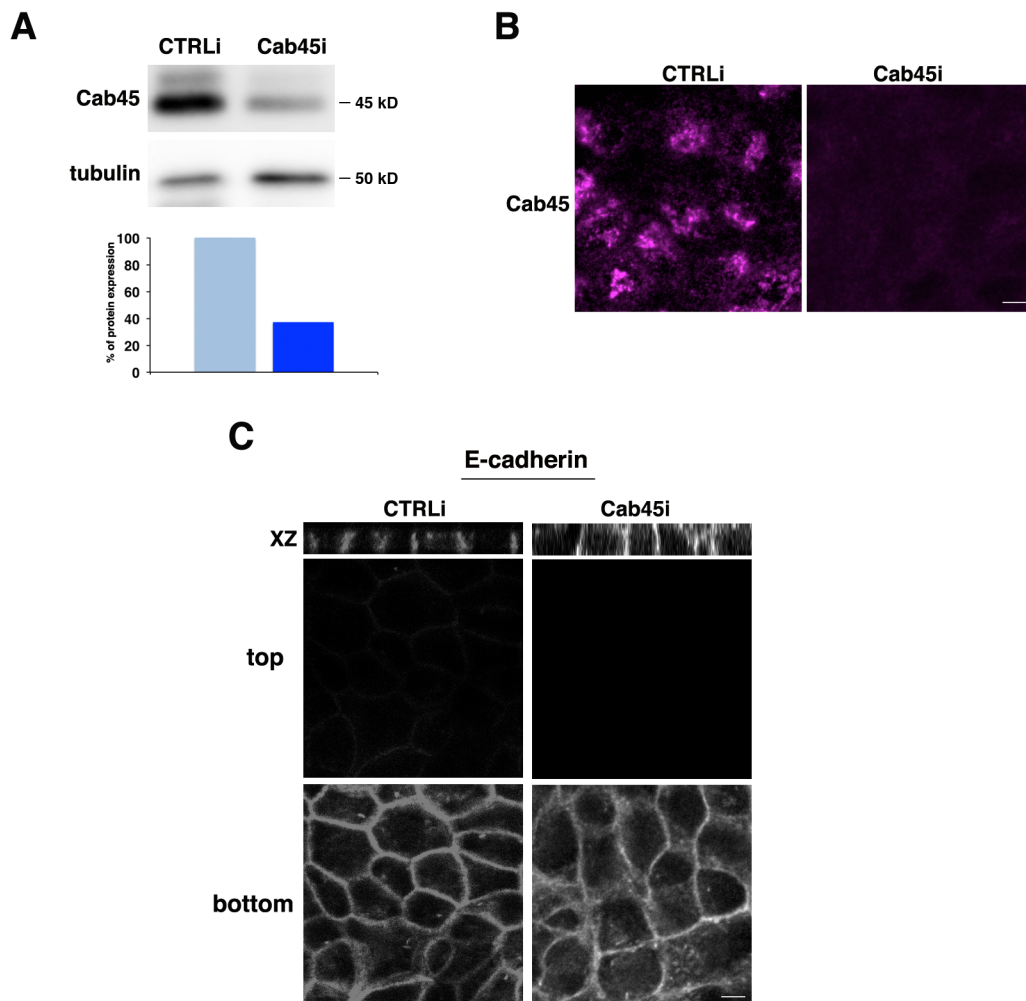 A
CTRLi Cab45i
Cab45
45 kD
tubulin
50 kD
% of protein expression
100
80
60
40
20
0
B
CTRLi Cab45i
Cab45
C
E-cadherin
CTRLi Cab45i
XZ
top
bottom